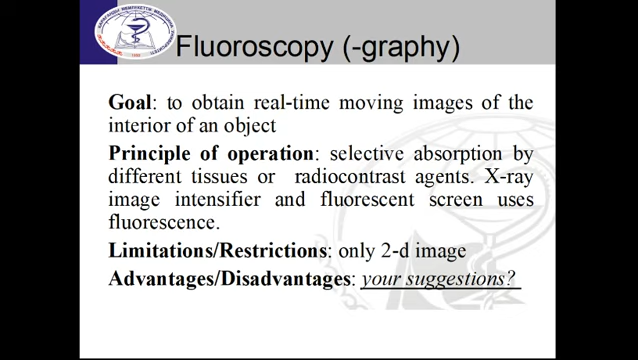 Fluoroscopy (-graphy)
Goal: to obtain real-time moving images of the
interior of an object
Principle of operation: selective absorption by
different tissues or radiocontrast agents. X-ray
image intensifier and fluorescent screen uses
fluorescence.
Limitations/Restrictions: only 2-d image
Advantages/Disadvantages: your suggestions?